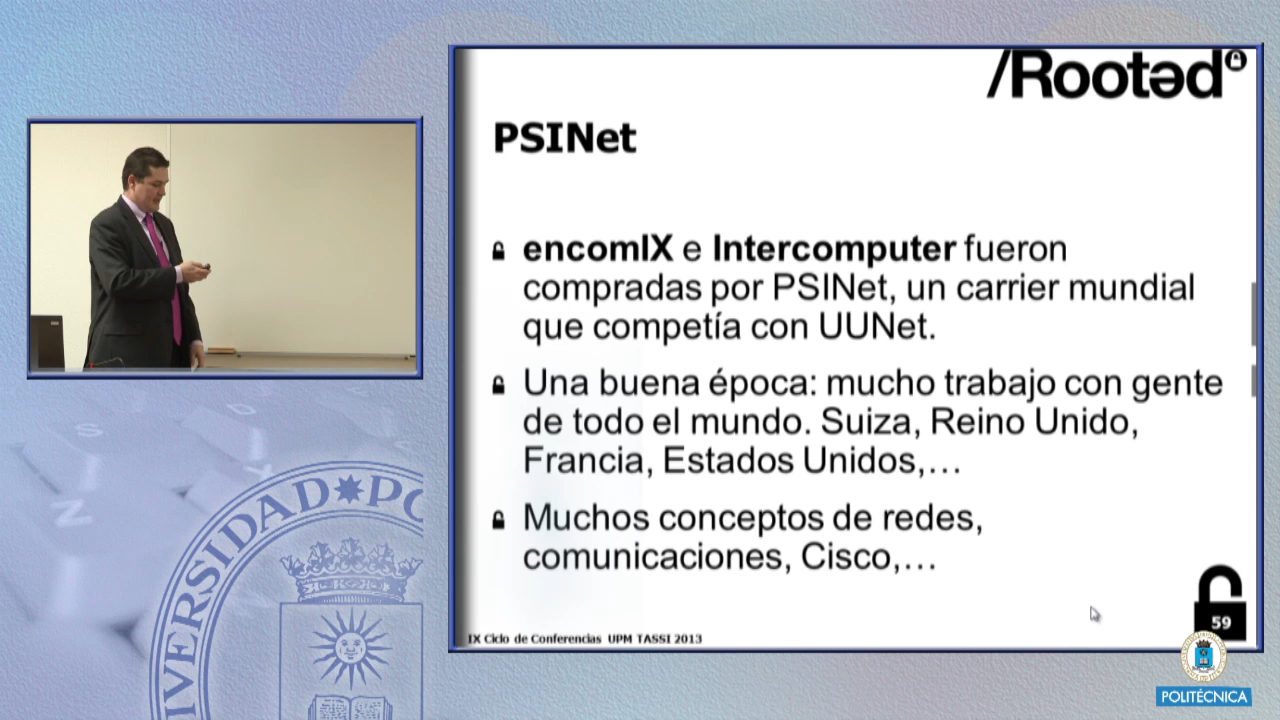 /Rootəd
PSINet
encomIX e Intercomputer fueron
compradas por PSINet, un carrier mundial
que competía con UUNet.
Una buena época: mucho trabajo con gente
de todo el mundo. Suiza, Reino Unido,
Francia, Estados Unidos,…
Muchos conceptos de redes,
comunicaciones, Cisco,…
59
IX Ciclo de Conferencias UPM TASSI 2013
POLITÉCNICA